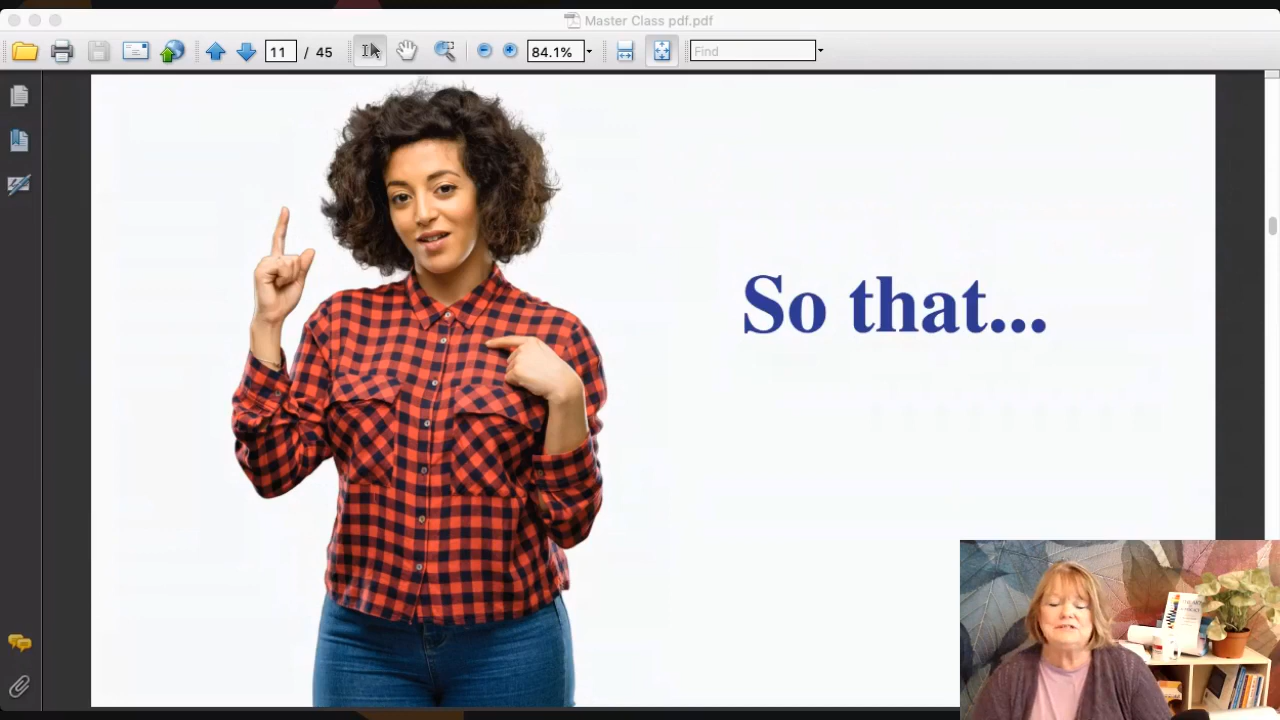 Master Class pdf.pdf
11 / 45
84.1%
Find
So that...